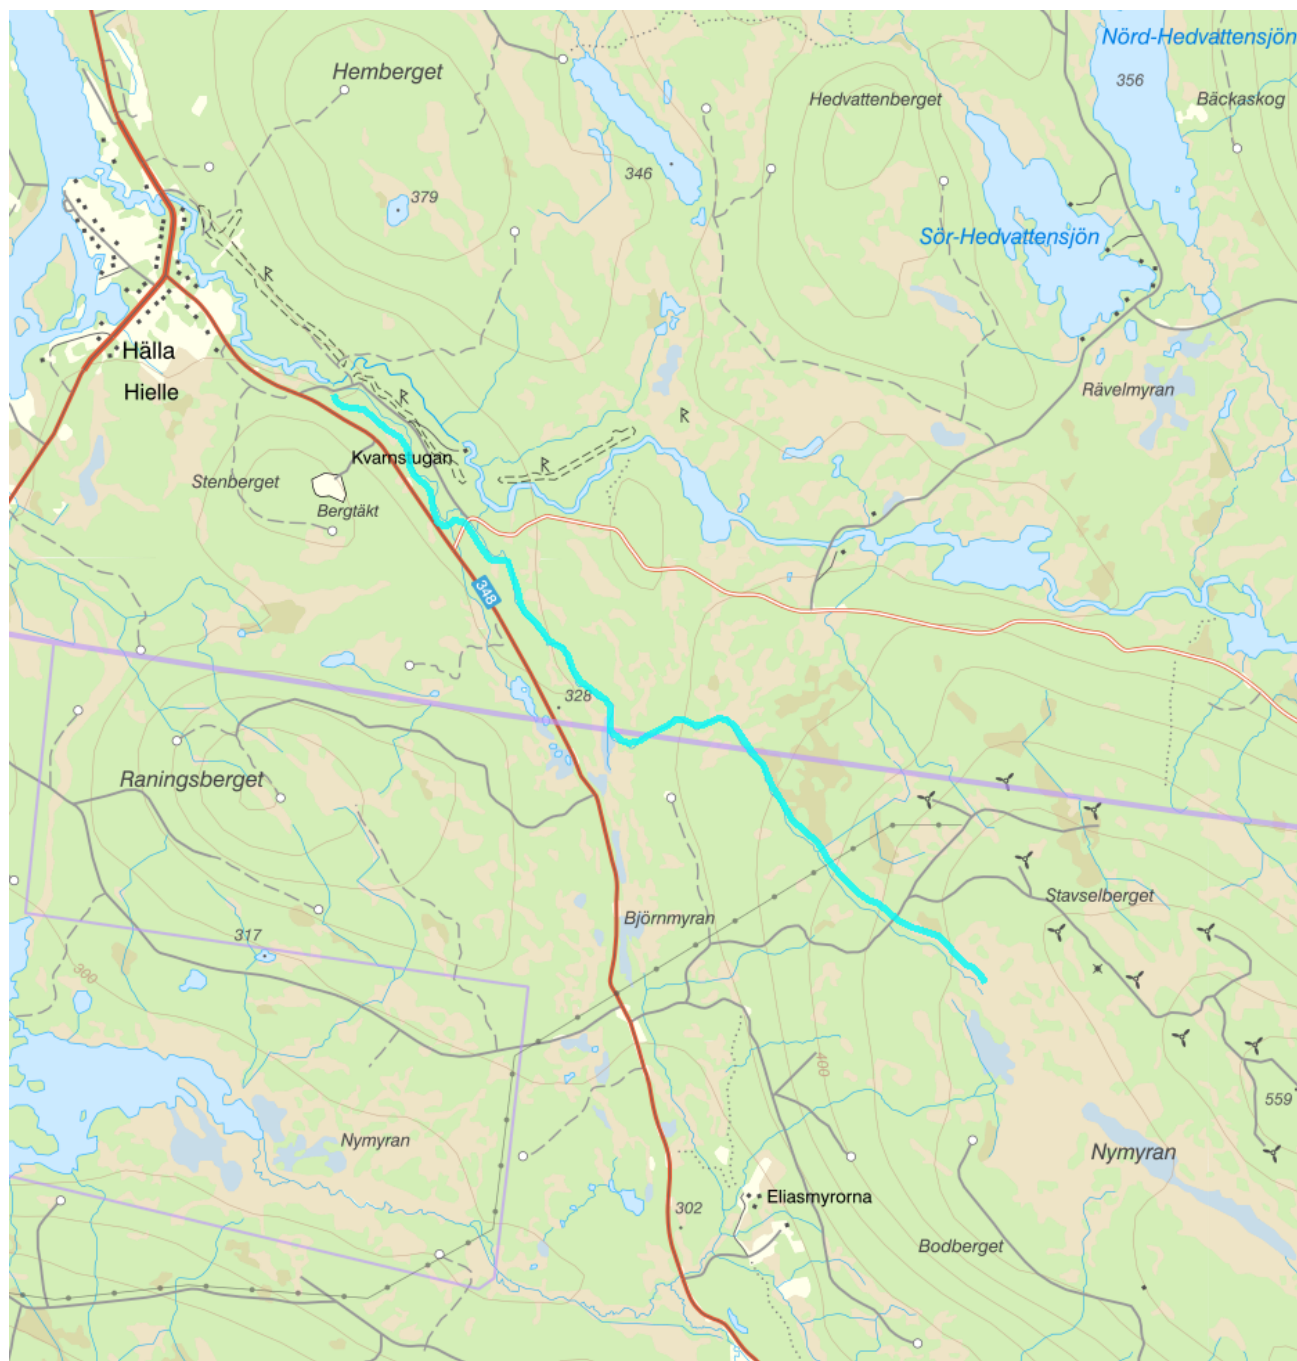 Nörd-Hedvattensjön
Hemberget
356
Hedvattenberget
Bäckaskog
346
379
Sör-Hedvattensjön
R
Hälla
Hielle
Rävelmyran
R
R
Kvarnstugan
R
Stenberget
Bergtäkt
348
328
Raningsberget
Stavselberget
Björnmyran
317
300
400
559
Nymyran
Nymyran
Eliasmyrorna
302
Bodberget